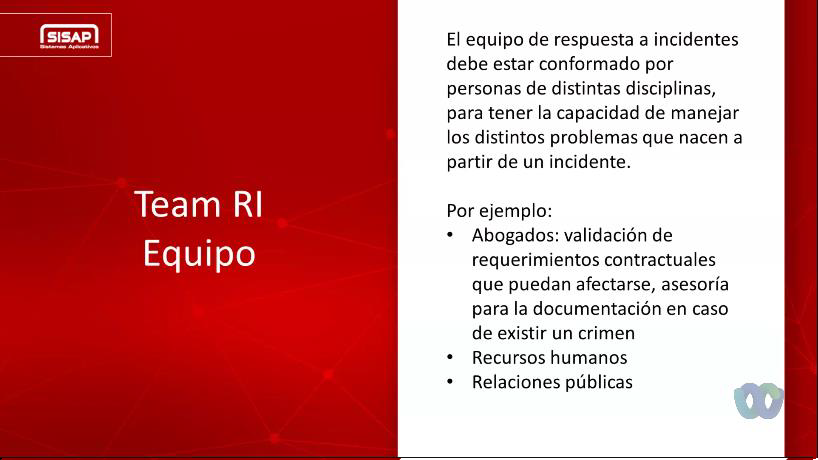 SISAP
Sistemas Aplicativos
Team RI
Equipo
El equipo de respuesta a incidentes
debe estar conformado por
personas de distintas disciplinas,
para tener la capacidad de manejar
los distintos problemas que nacen a
partir de un incidente.
Por ejemplo:
• Abogados: validación de
requerimientos contractuales
que puedan afectarse, asesoría
para la documentación en caso
de existir un crimen
• Recursos humanos
• Relaciones públicas